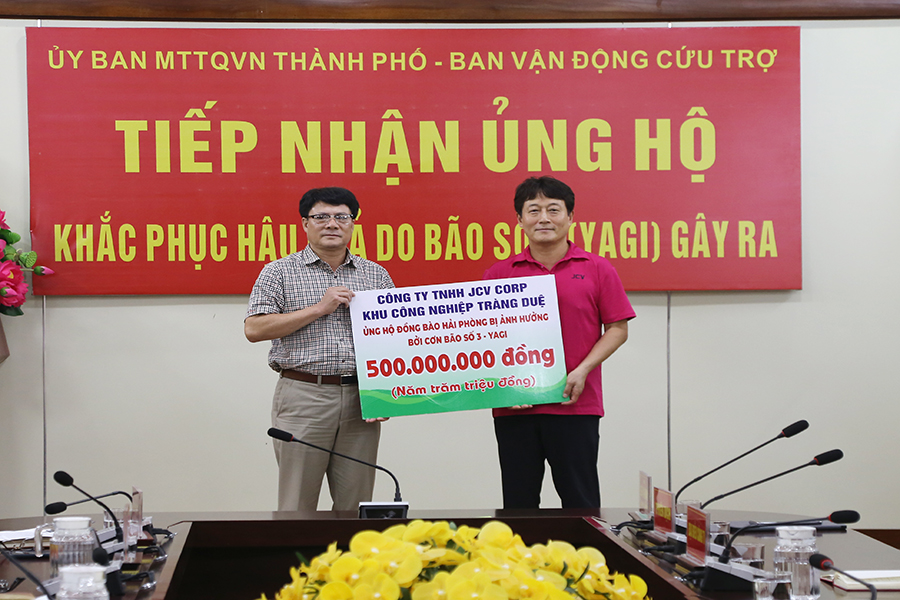 ỦY BAN MTTQVN THÀNH PHỐ - BAN VẬN ĐỘNG CỨU TRỢ
TIẾP NHẬN ỦNG HỘ
KHẮC PHỤC HẬU DO BÃO SỐ (YAGI) GÂY RA
JCV
CÔNG TY TNHH JCV CORP
KHU CÔNG NGHIỆP TRÀNG DUỆ
ỦNG HỘ ĐỒNG BÀO HẢI PHÒNG BỊ ẢNH HƯỞNG
BỞI CƠN BÃO SỐ 3 - YAGI
500.000.000 đồng
(Năm trăm triệu đồng)